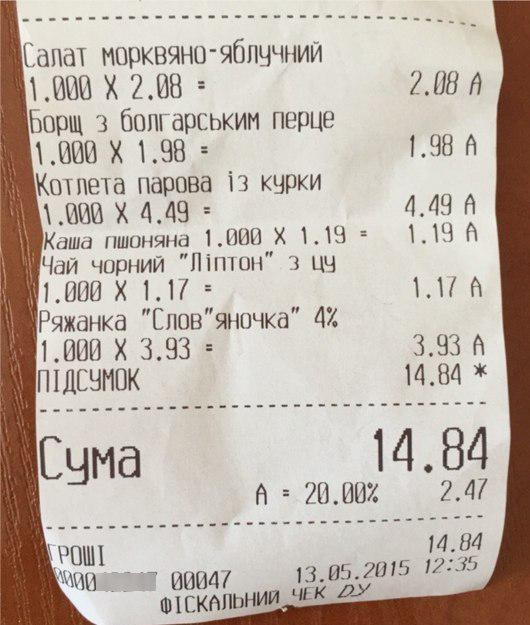 Салат морквяно-яблучний
1.000 X 2.08 = 2.08 А
Борщ з болгарським перце
1.000 X 1.98 = 1.98 А
Котлета парова із курки
1.000 X 4.49 = 4.49 А
Каша пшоняна 1.000 X 1.19 = 1.19 А
Чай чорний "Ліптон" з цу
1.000 X 1.17 = 1.17 А
Ряжанка "Слов"яночка" 4%
1.000 X 3.93 = 3.93 А
ПІДСУМОК 14.84 *
Сума 14.84
А = 20.00% 2.47
ГРОШІ 14.84
0000 00047 13.05.2015 12:35
ФІСКАЛЬНИЙ ЧЕК